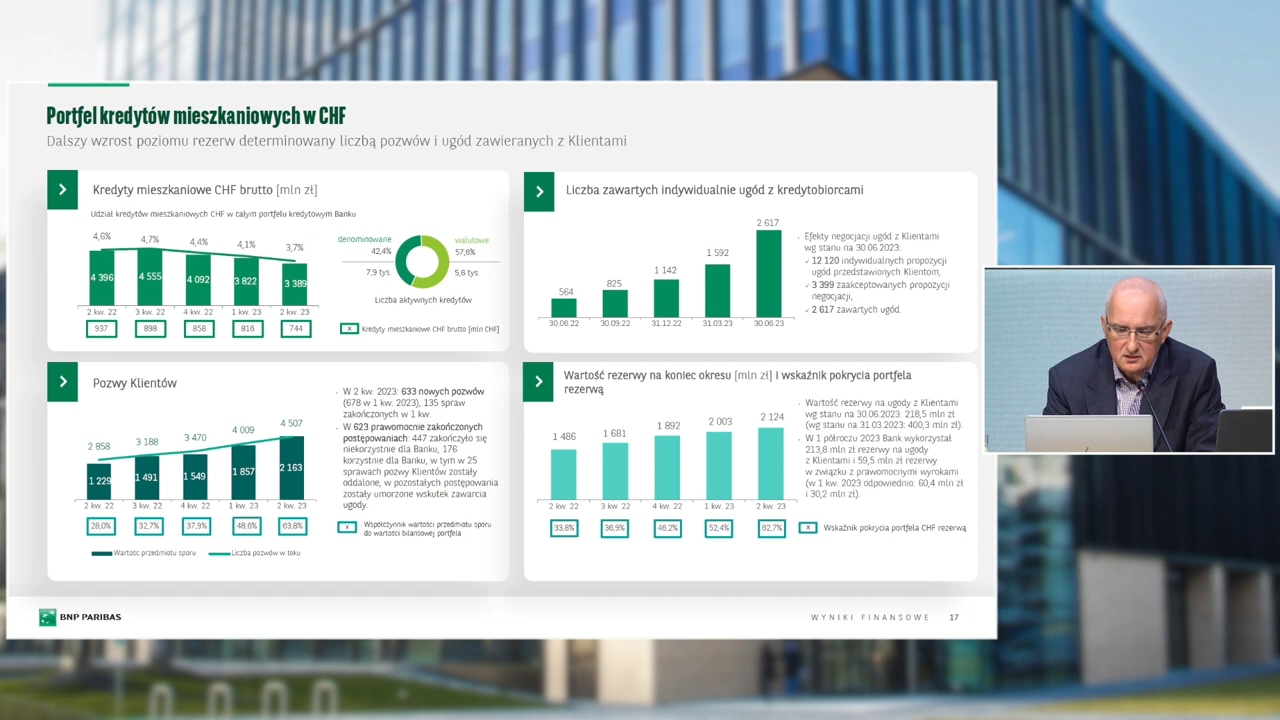 Portfel kredytów mieszkaniowych w CHF
Dalszy wzrost poziomu rezerw determinowany liczbą pozwów i ugód zawieranych z Klientami
Kredyty mieszkaniowe CHF brutto [mln zł]
Udział kredytów mieszkaniowych CHF w całym portfelu kredytowym Banku
4,6% 4,7% 4,4% 4,1% 3,7%
4 396 4 555 4 092 3 822 3 389
2 kw. 22 3 kw. 22 4 kw. 22 1 kw. 23 2 kw. 23
937 898 858 816 744
denominowane walutowe
42,4% 57,6%
7,9 tys. 5,6 tys.
Liczba aktywnych kredytów
x Kredyty mieszkaniowe CHF brutto [mln CHF]
Liczba zawartych indywidualnie ugód z kredytobiorcami
564 825 1 142 1 592 2 617
30.06.22 30.09.22 31.12.22 31.03.23 30.06.23
Efekty negocjacji ugód z Klientami
wg stanu na 30.06.2023:
✓ 12 120 indywidualnych propozycji
ugód przedstawionych Klientom,
✓ 3 399 zaakceptowanych propozycji
negocjacji,
✓ 2 617 zawartych ugód.
Pozwy Klientów
2 858 3 188 3 470 4 009 4 507
1 229 1 491 1 549 1 857 2 163
2 kw. 22 3 kw. 22 4 kw. 22 1 kw. 23 2 kw. 23
28,0% 32,7% 37,9% 48,6% 63,8%
Wartość przedmiotu sporu Liczba pozwów w toku
W 2 kw. 2023: 633 nowych pozwów
(678 w 1 kw. 2023), 135 spraw
zakończonych w 1 kw.
W 623 prawomocnie zakończonych
postępowaniach: 447 zakończyło się
niekorzystnie dla Banku, 176
korzystnie dla Banku, w tym w 25
sprawach pozwy Klientów zostały
oddalone, w pozostałych postępowania
zostały umorzone wskutek zawarcia
ugody.
x Współczynnik wartości przedmiotu sporu
do wartości bilansowej portfela
Wartość rezerwy na koniec okresu [mln zł] i wskaźnik pokrycia portfela
rezerwą
1 486 1 681 1 892 2 003 2 124
2 kw. 22 3 kw. 22 4 kw. 22 1 kw. 23 2 kw. 23
33,8% 36,9% 46,2% 52,4% 62,7%
x Wskaźnik pokrycia portfela CHF rezerwą
Wartość rezerwy na ugody z Klientami
wg stanu na 30.06.2023: 218,5 mln zł
(wg stanu na 31.03.2023: 400,3 mln zł).
W 1 półroczu 2023 Bank wykorzystał
213,8 mln zł rezerwy na ugody
z Klientami i 59,5 mln zł rezerwy
w związku z prawomocnymi wyrokami
(w 1 kw. 2023 odpowiednio: 60,4 mln zł
i 30,2 mln zł).
BNP PARIBAS
WYNIKI FINANSOWE 17